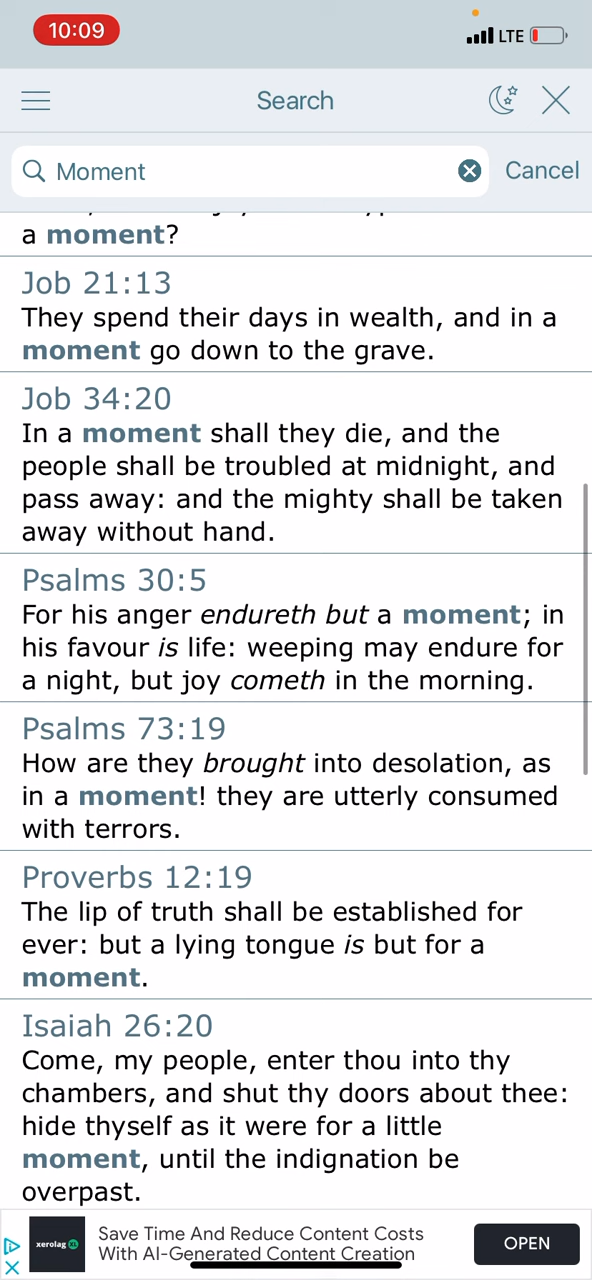 10:09
LTE
Search
Moment
Cancel
a moment?
Job 21:13
They spend their days in wealth, and in a
moment go down to the grave.
Job 34:20
In a moment shall they die, and the
people shall be troubled at midnight, and
pass away: and the mighty shall be taken
away without hand.
Psalms 30:5
For his anger endureth but a moment; in
his favour is life: weeping may endure for
a night, but joy cometh in the morning.
Psalms 73:19
How are they brought into desolation, as
in a moment! they are utterly consumed
with terrors.
Proverbs 12:19
The lip of truth shall be established for
ever: but a lying tongue is but for a
moment.
Isaiah 26:20
Come, my people, enter thou into thy
chambers, and shut thy doors about thee:
hide thyself as it were for a little
moment, until the indignation be
overpast.
xerolag XL
Save Time And Reduce Content Costs
With AI-Generated Content Creation
OPEN